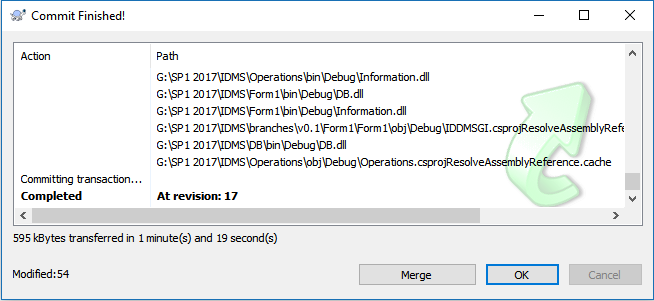 Commit Finished!
Action Path
G:\SP1 2017\IDMS\Operations\bin\Debug\Information.dll
G:\SP1 2017\IDMS\Form1\bin\Debug\DB.dll
G:\SP1 2017\IDMS\Form1\bin\Debug\Information.dll
G:\SP1 2017\IDMS\branches\v0.1\Form1\Form1\obj\Debug\IDDMSGI.csprojResolveAssemblyRefe
G:\SP1 2017\IDMS\DB\bin\Debug\DB.dll
G:\SP1 2017\IDMS\Operations\obj\Debug\Operations.csprojResolveAssemblyReference.cache
Committing transaction...
Completed At revision: 17
595 kBytes transferred in 1 minute(s) and 19 second(s)
Modified:54 Merge OK Cancel